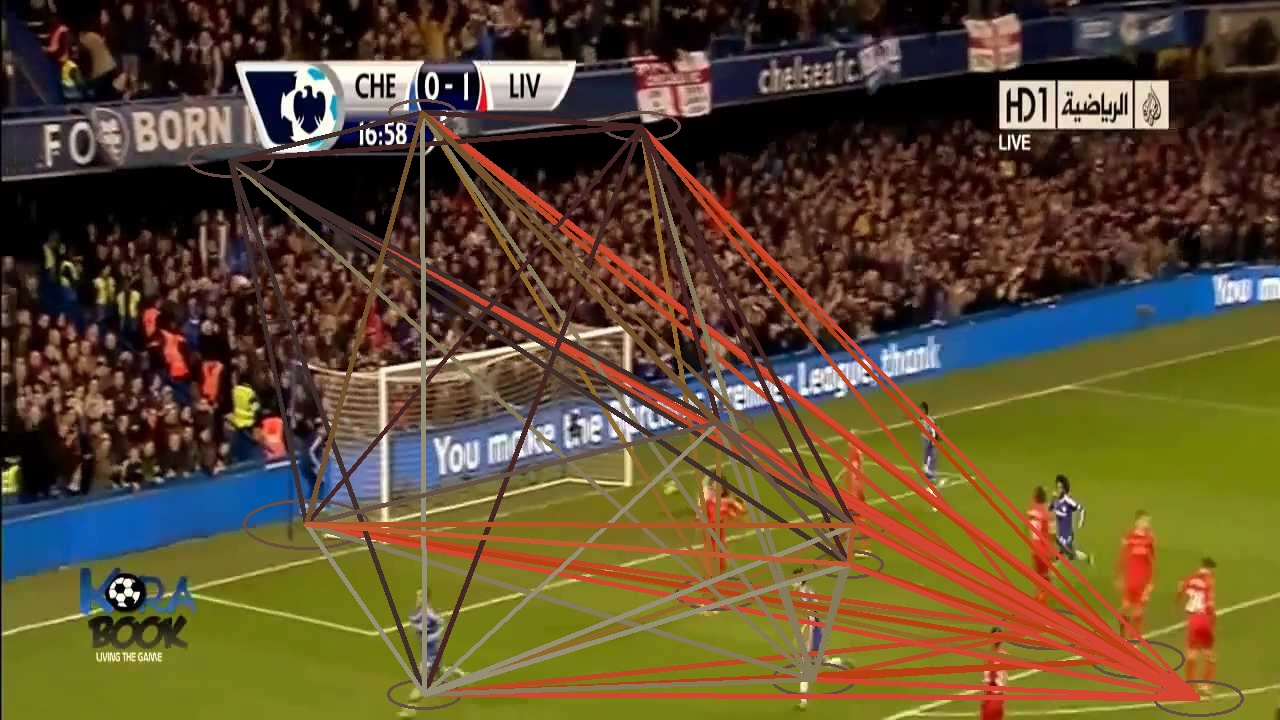 chelseafc.
CHE 0 - 1 LIV
HD1 الرياضية
LIVE
FO BORN
16:58
You m
You make the Premier League thank
KORA
BOOK
LIVING THE GAME